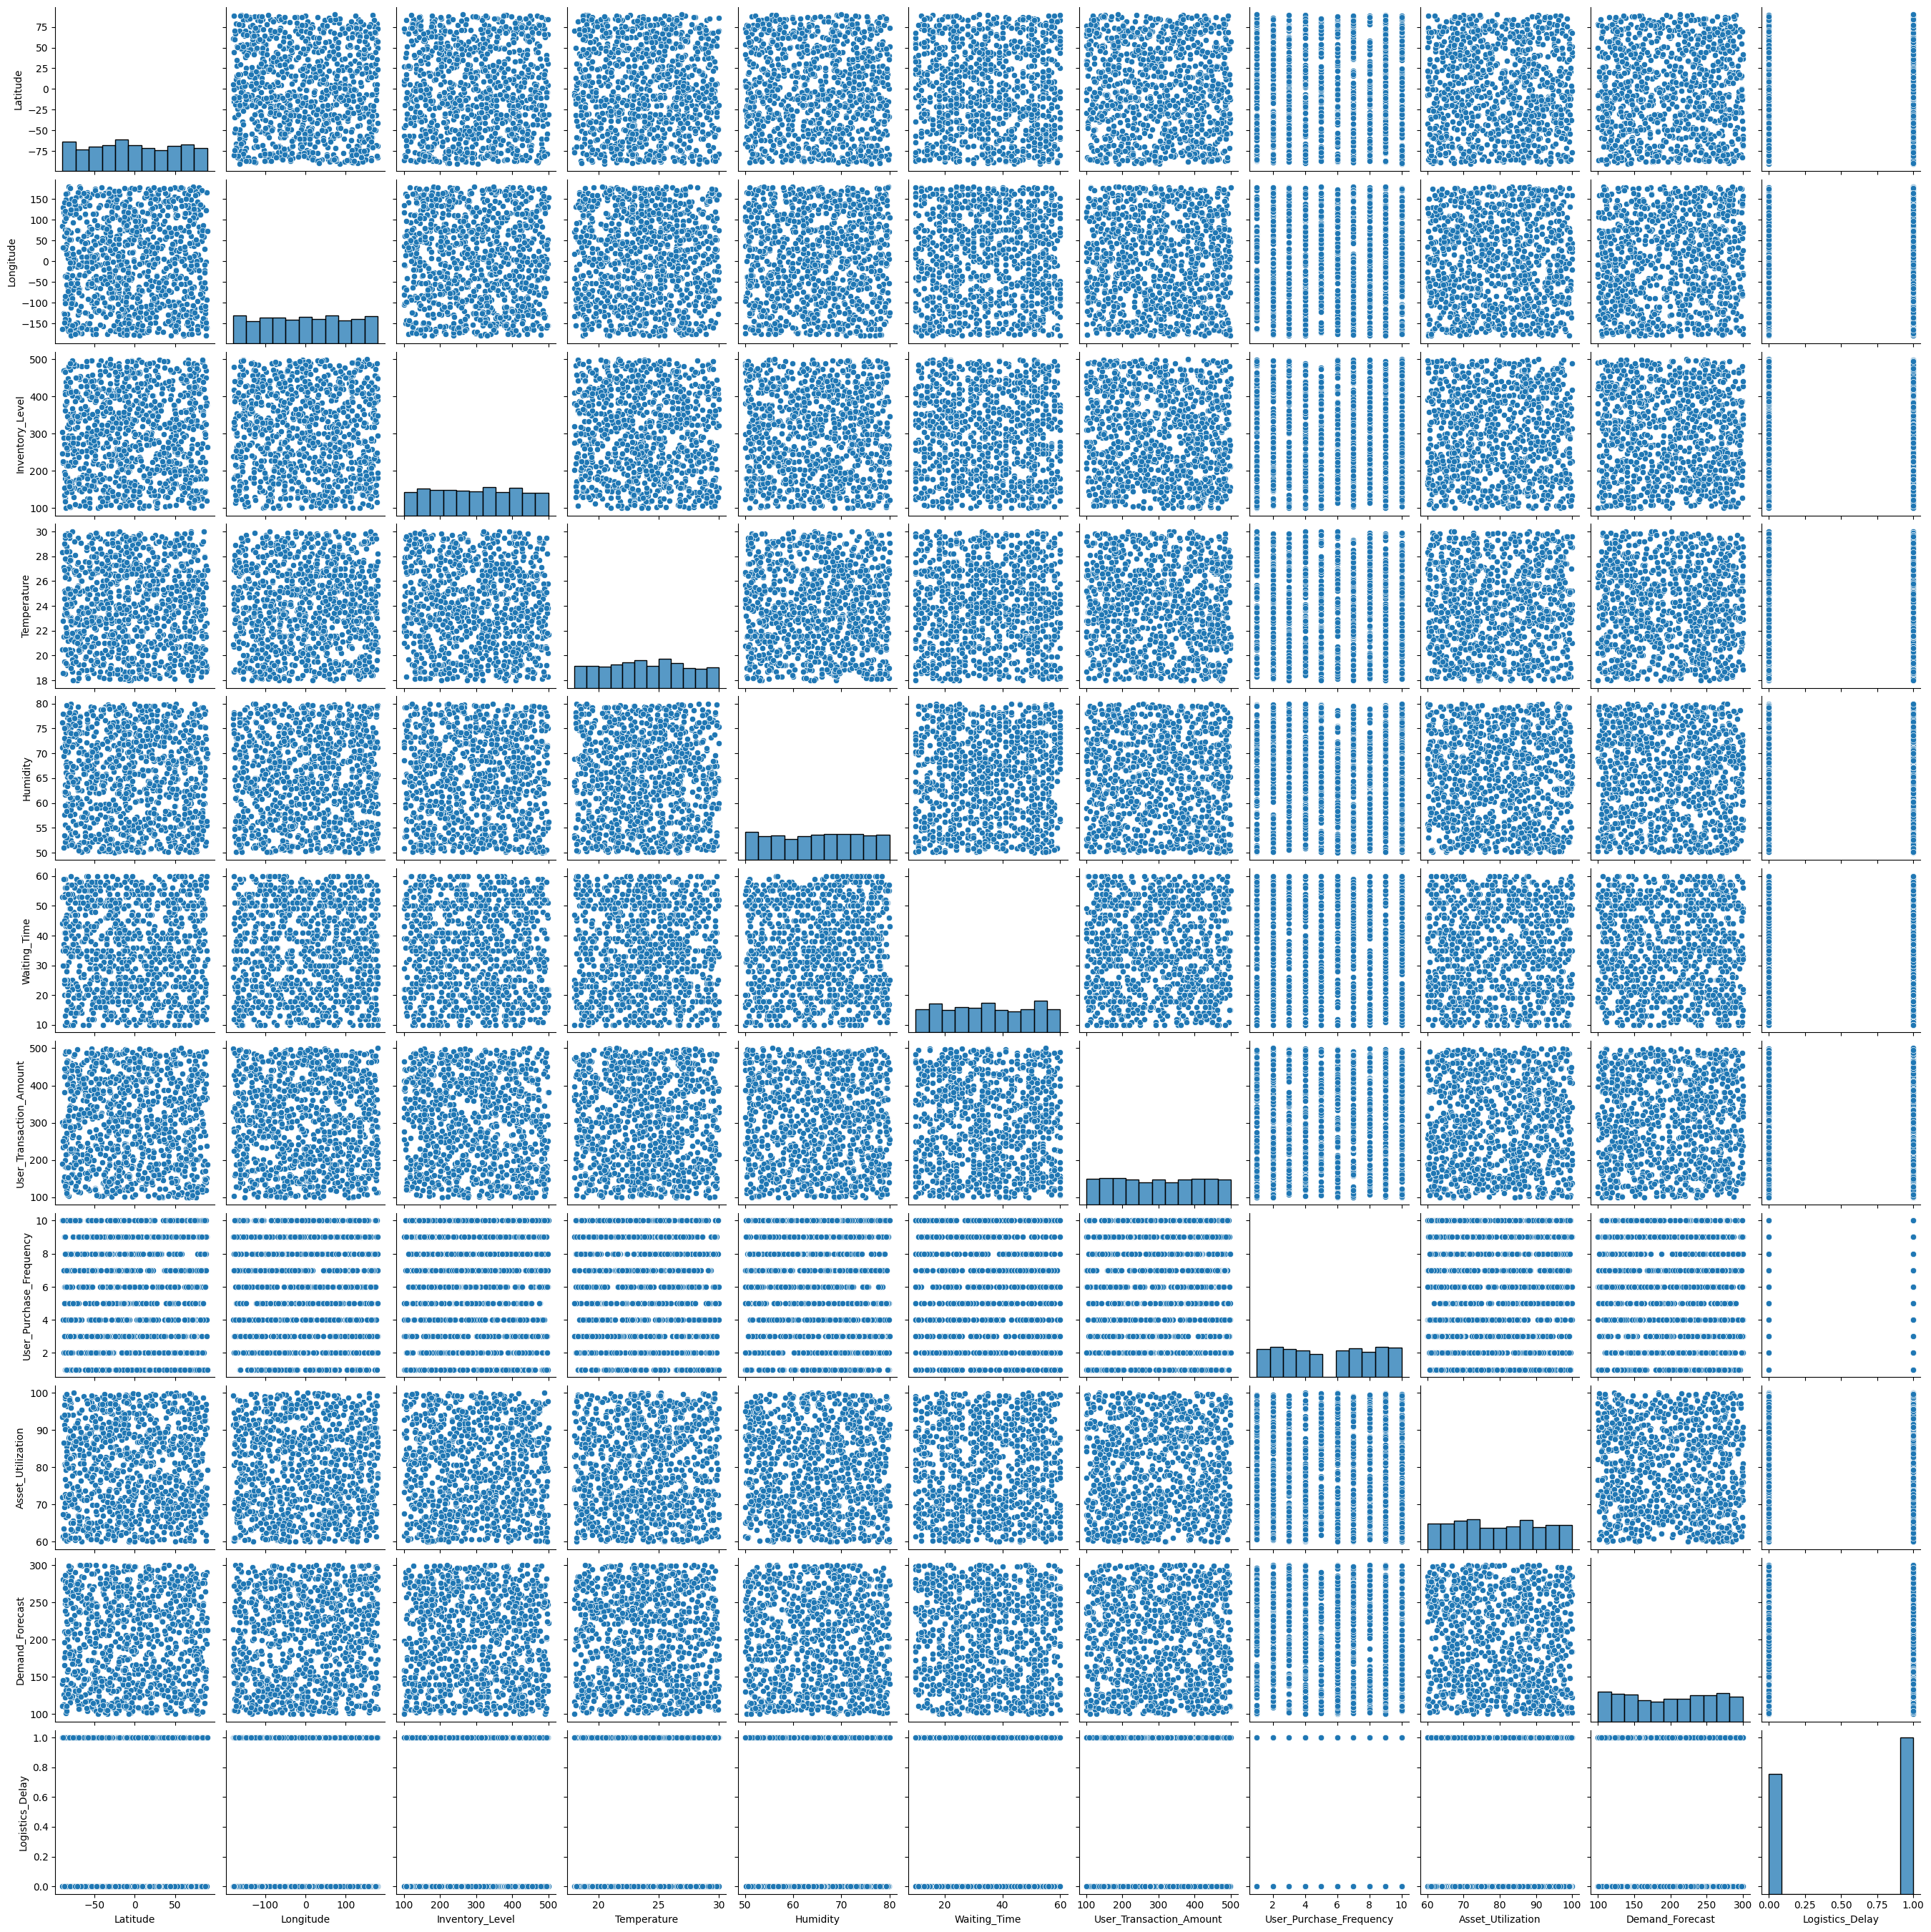 Latitude
75
50
25
0
−25
−50
−75
Longitude
150
100
50
0
−50
−100
−150
Inventory_Level
500
400
300
200
100
Temperature
30
28
26
24
22
20
18
Humidity
80
75
70
65
60
55
50
Waiting_Time
60
50
40
30
20
10
User_Transaction_Amount
500
400
300
200
100
User_Purchase_Frequency
10
8
6
4
2
Asset_Utilization
100
90
80
70
60
Demand_Forecast
300
250
200
150
100
Logistics_Delay
1.0
0.8
0.6
0.4
0.2
0.0
−50 0 50
−100 0 100
100 200 300 400 500
20 25 30
50 60 70 80
20 40 60
100 200 300 400 500
2 4 6 8 10
60 70 80 90 100
100 150 200 250 300
0.00 0.25 0.50 0.75 1.00
Latitude
Longitude
Inventory_Level
Temperature
Humidity
Waiting_Time
User_Transaction_Amount
User_Purchase_Frequency
Asset_Utilization
Demand_Forecast
Logistics_Delay